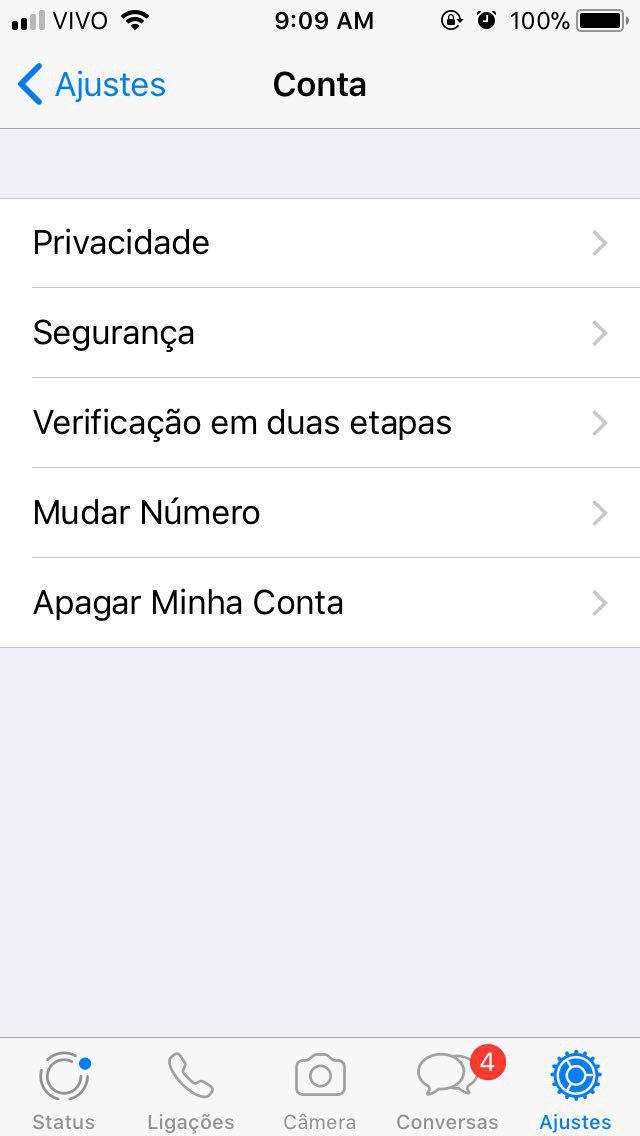 VIVO 9:09 AM 100%
Ajustes Conta
Privacidade
Segurança
Verificação em duas etapas
Mudar Número
Apagar Minha Conta
4
Status Ligações Câmera Conversas Ajustes